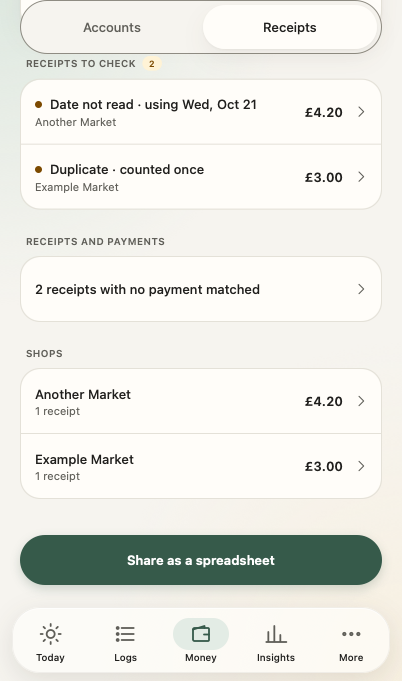 Accounts
Receipts
RECEIPTS TO CHECK 2
Date not read · using Wed, Oct 21
£4.20
Another Market
Duplicate · counted once
£3.00
Example Market
RECEIPTS AND PAYMENTS
2 receipts with no payment matched
SHOPS
Another Market
£4.20
1 receipt
Example Market
£3.00
1 receipt
Share as a spreadsheet
Today
Logs
Money
Insights
More